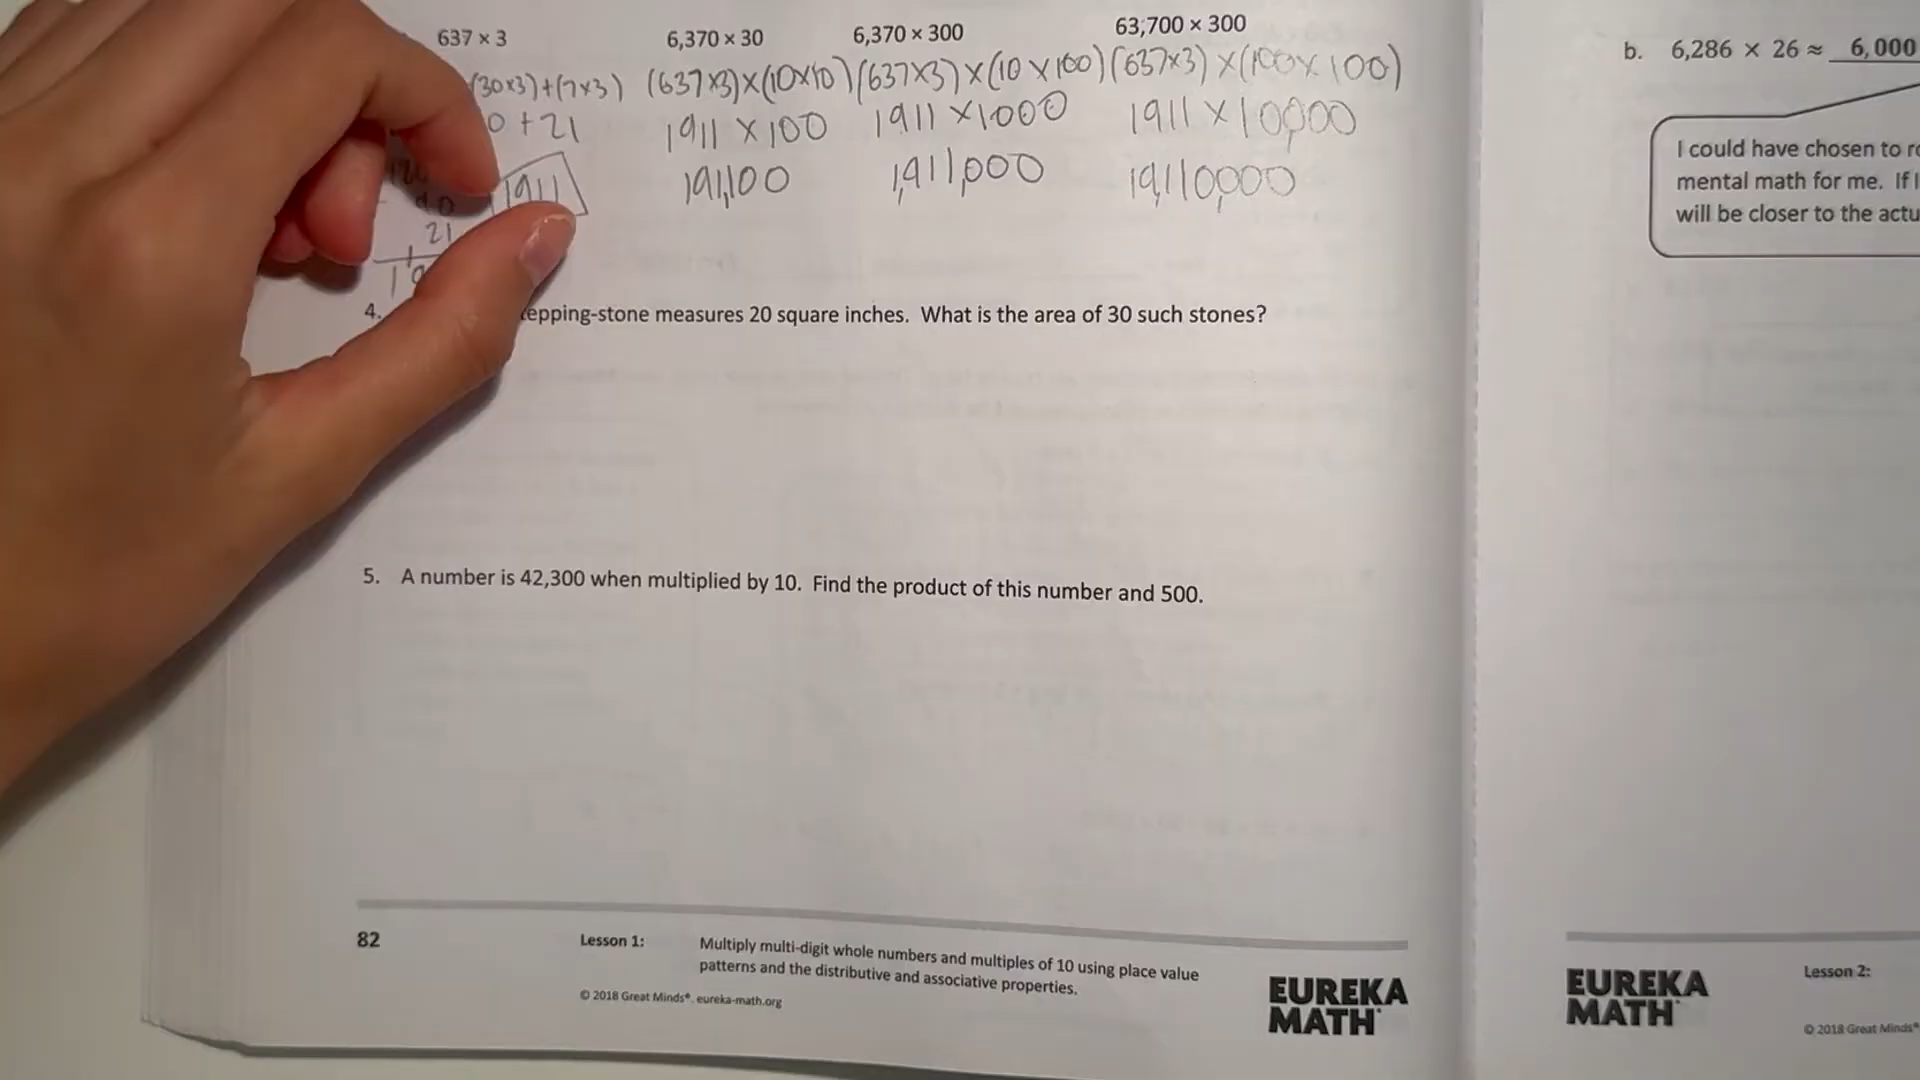 637 × 3
6,370 × 30
6,370 × 300
63,700 × 300
(30×3)+(7×3)
(637×3)×(10×10)
(637×3)×(10×100)
(637×3)×(100×100)
0 + 21
1911 × 100
1911 ×1000
1911 × 10,000
1911
191,100
1,911,000
19,110,000
21
4. epping-stone measures 20 square inches. What is the area of 30 such stones?
5. A number is 42,300 when multiplied by 10. Find the product of this number and 500.
82
Lesson 1:
Multiply multi-digit whole numbers and multiples of 10 using place value
patterns and the distributive and associative properties.
© 2018 Great Minds®. eureka-math.org
EUREKA
MATH
b. 6,286 × 26 ≈ 6,000
I could have chosen to
mental math for me. If I
will be closer to the
EUREKA
MATH
Lesson 2:
© 2018 Great Minds®